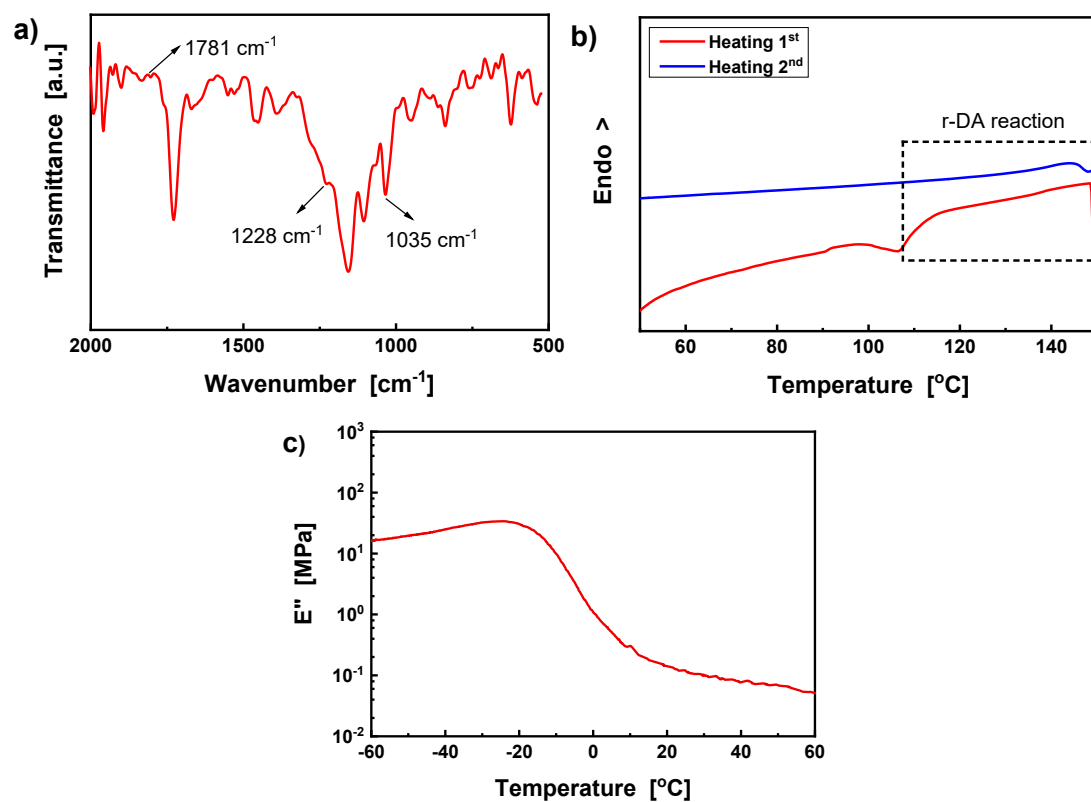 a)
1781 cm⁻¹
1228 cm⁻¹
1035 cm⁻¹
Transmittance [a.u.]
2000 1500 1000 500
Wavenumber [cm⁻¹]
b)
Heating 1ˢᵗ
Heating 2ⁿᵈ
r-DA reaction
Endo >
60 80 100 120 140
Temperature [ᵒC]
c)
10³
10²
10¹
10⁰
10⁻¹
10⁻²
E" [MPa]
-60 -40 -20 0 20 40 60
Temperature [ᵒC]